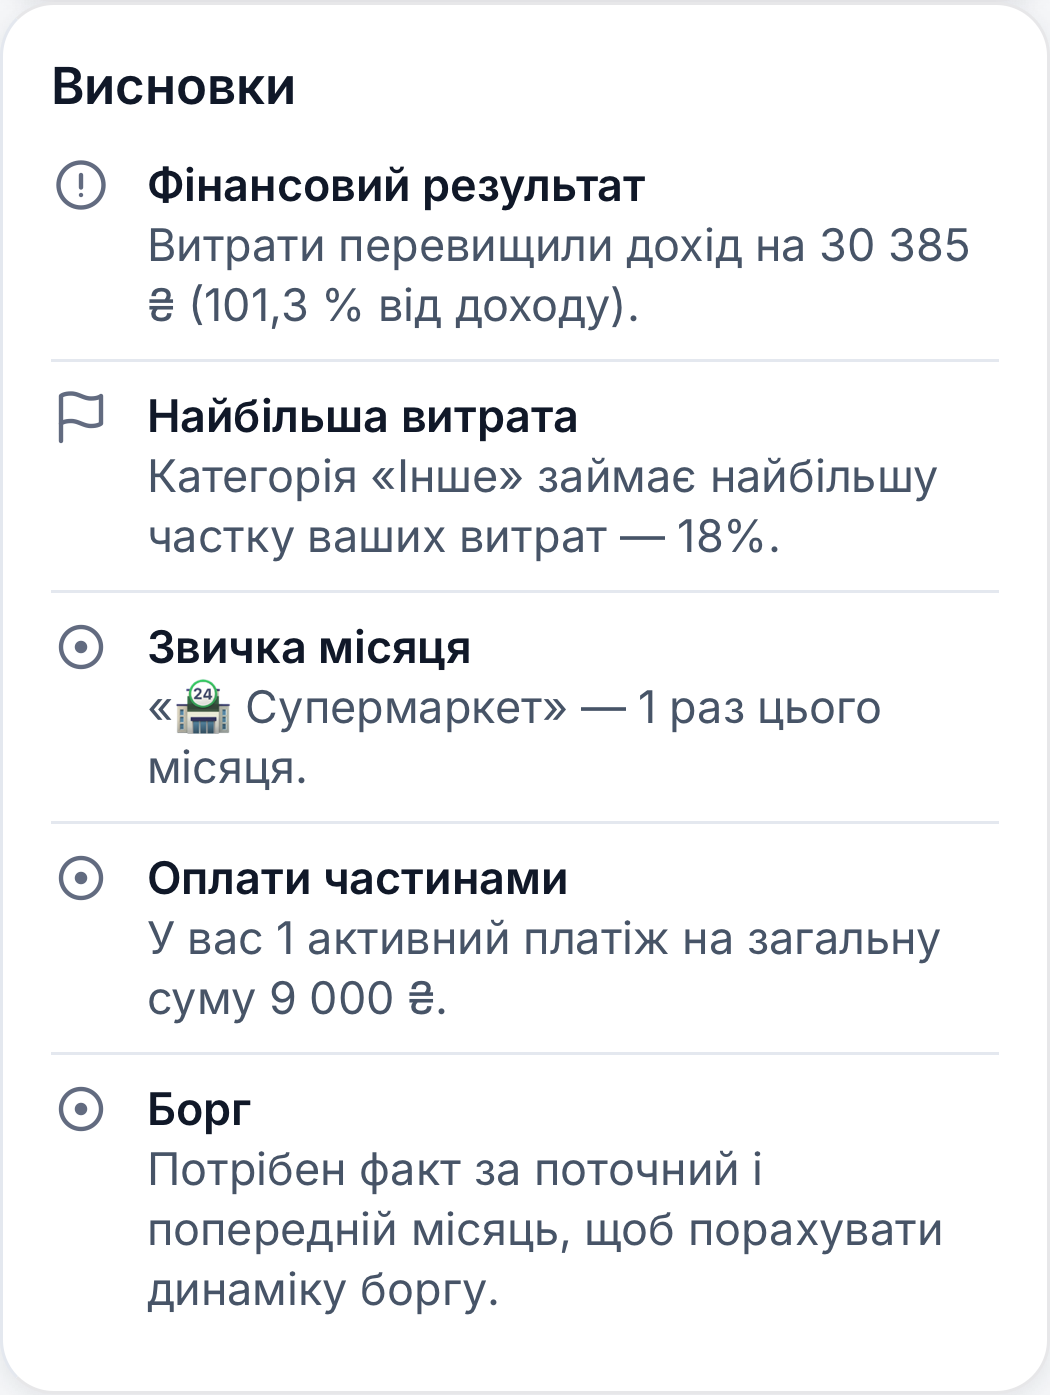 Висновки
Фінансовий результат
Витрати перевищили дохід на 30 385
₴ (101,3 % від доходу).
Найбільша витрата
Категорія «Інше» займає найбільшу
частку ваших витрат — 18%.
Звичка місяця
«🏪 Супермаркет» — 1 раз цього
місяця.
Оплати частинами
У вас 1 активний платіж на загальну
суму 9 000 ₴.
Борг
Потрібен факт за поточний і
попередній місяць, щоб порахувати
динаміку боргу.